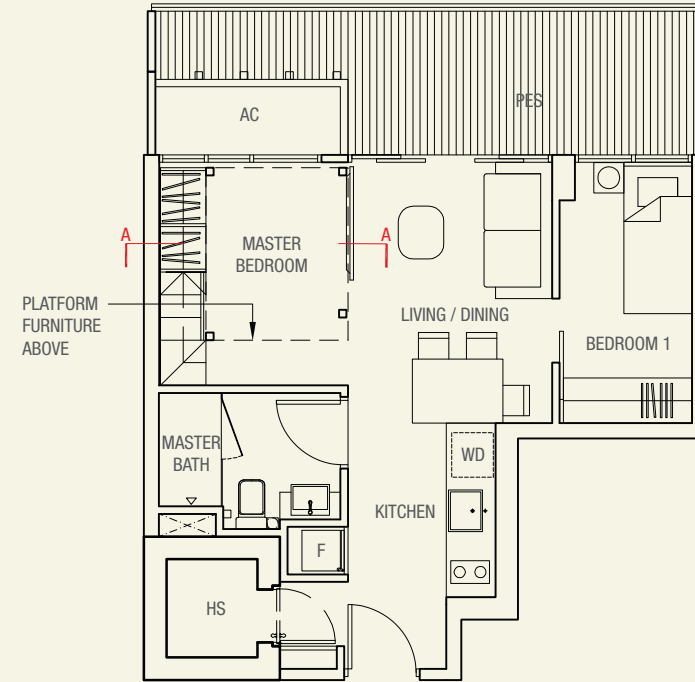 AC
PES
A
A
MASTER
BEDROOM
PLATFORM
FURNITURE
ABOVE
LIVING / DINING
BEDROOM 1
MASTER
BATH
WD
KITCHEN
F
HS